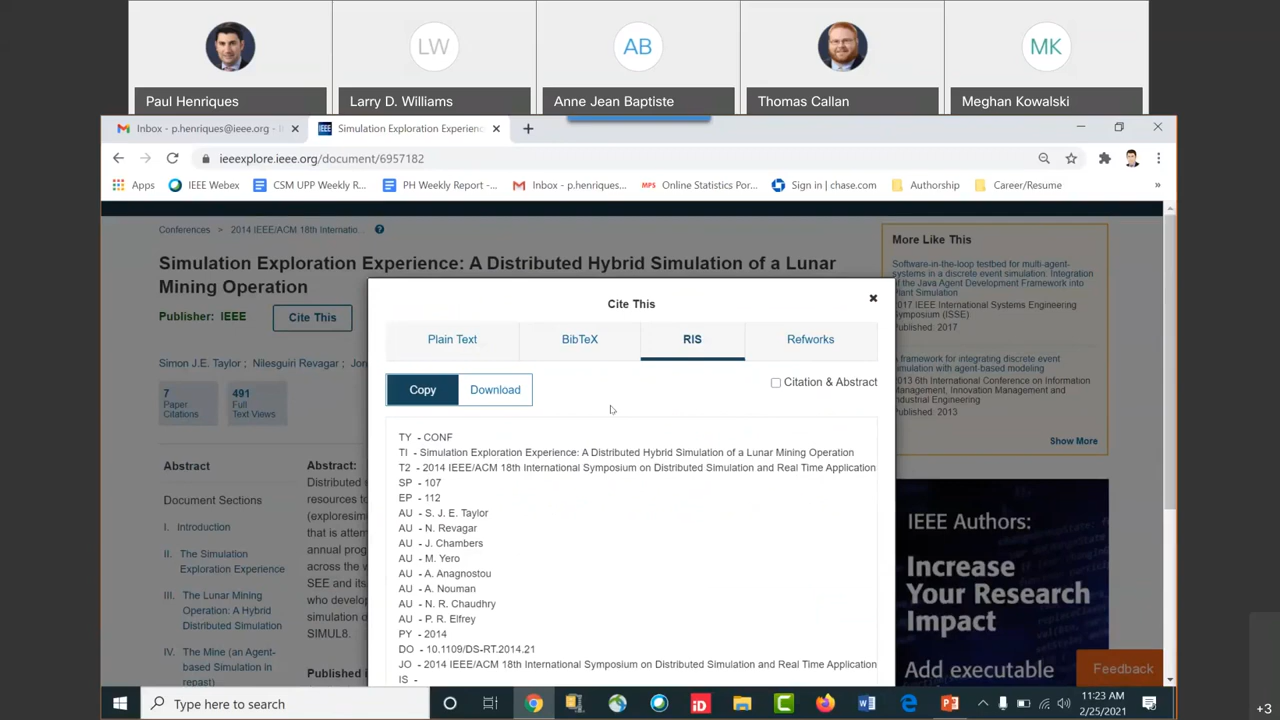 LW
AB
MK
Paul Henriques
Larry D. Williams
Anne Jean Baptiste
Thomas Callan
Meghan Kowalski
Inbox - p.henriques@ieee.org - I
IEEE
Simulation Exploration Experienc
ieeexplore.ieee.org/document/6957182
Apps
IEEE Webex
CSM UPP Weekly R...
PH Weekly Report -...
Inbox - p.henriques...
MPS
Online Statistics Por...
Sign in | chase.com
Authorship
Career/Resume
»
Conferences > 2014 IEEE/ACM 18th Internatio...
Simulation Exploration Experience: A Distributed Hybrid Simulation of a Lunar
Mining Operation
Publisher: IEEE
Cite This
Simon J.E. Taylor ; Nilesguiri Revagar ; Jon
7
Paper
Citations
491
Full
Text Views
Abstract
Document Sections
I. Introduction
II. The Simulation
Exploration Experience
III. The Lunar Mining
Operation: A Hybrid
Distributed Simulation
IV. The Mine (an Agent-
based Simulation in
repast)
Abstract:
Distributed s
resources to
(exploresim
that is attem
annual prog
across the w
SEE and its
who develop
simulation o
SIMUL8.
Published I
Cite This
Plain Text
BibTeX
RIS
Refworks
Copy
Download
Citation & Abstract
TY - CONF
TI - Simulation Exploration Experience: A Distributed Hybrid Simulation of a Lunar Mining Operation
T2 - 2014 IEEE/ACM 18th International Symposium on Distributed Simulation and Real Time Application
SP - 107
EP - 112
AU - S. J. E. Taylor
AU - N. Revagar
AU - J. Chambers
AU - M. Yero
AU - A. Anagnostou
AU - A. Nouman
AU - N. R. Chaudhry
AU - P. R. Elfrey
PY - 2014
DO - 10.1109/DS-RT.2014.21
JO - 2014 IEEE/ACM 18th International Symposium on Distributed Simulation and Real Time Application
IS -
More Like This
Software-in-the-loop testbed for multi-agent-
systems in a discrete event simulation: Integration
of the Java Agent Development Framework into
Plant Simulation
2017 IEEE International Systems Engineering
Symposium (ISSE)
Published: 2017
A framework for integrating discrete event
simulation with agent-based modeling
2013 6th International Conference on Information
Management, Innovation Management and
Industrial Engineering
Published: 2013
Show More
IEEE Authors:
Increase
Your Research
Impact
Add executable
Feedback
Type here to search
iD
11:23 AM
2/25/2021
+3